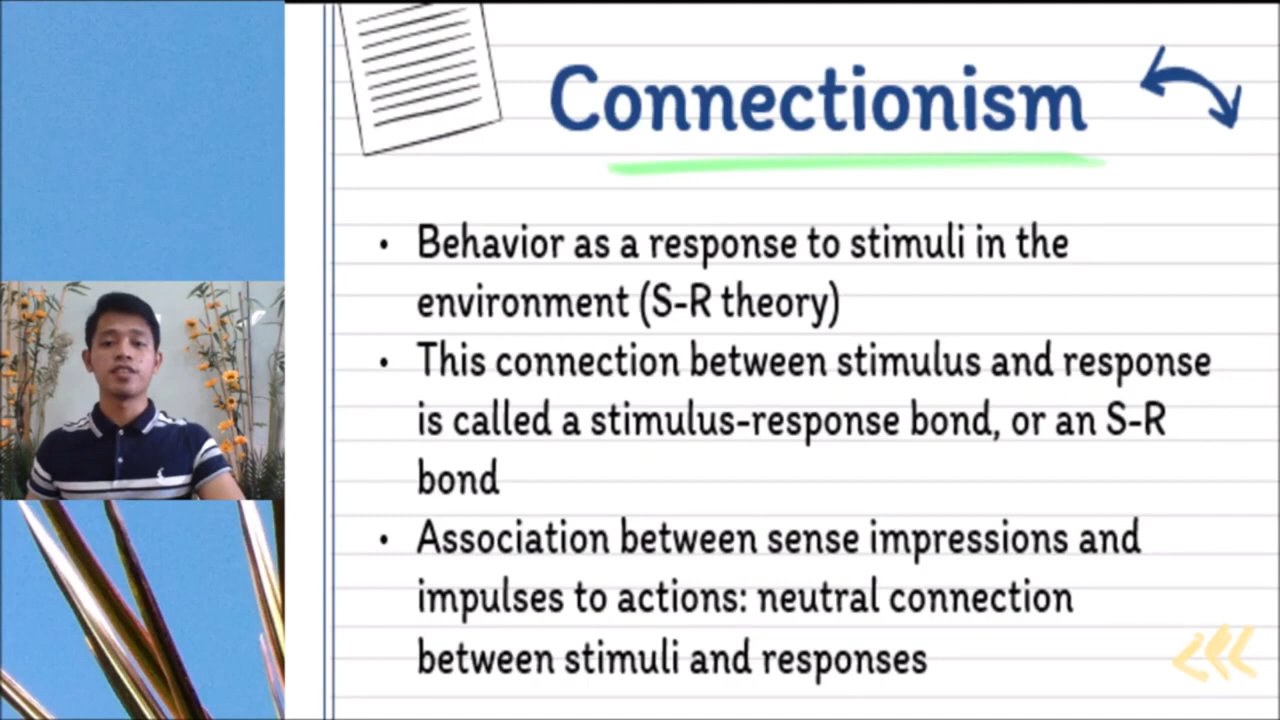 Connectionism
• Behavior as a response to stimuli in the
environment (S-R theory)
• This connection between stimulus and response
is called a stimulus-response bond, or an S-R
bond
• Association between sense impressions and
impulses to actions: neutral connection
between stimuli and responses